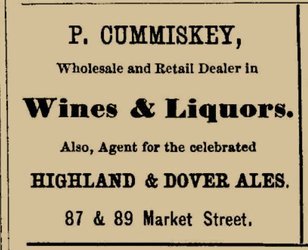 P. CUMMISKEY,
Wholesale and Retail Dealer in
Wines & Liquors.
Also, Agent for the celebrated
HIGHLAND & DOVER ALES.
87 & 89 Market Street.